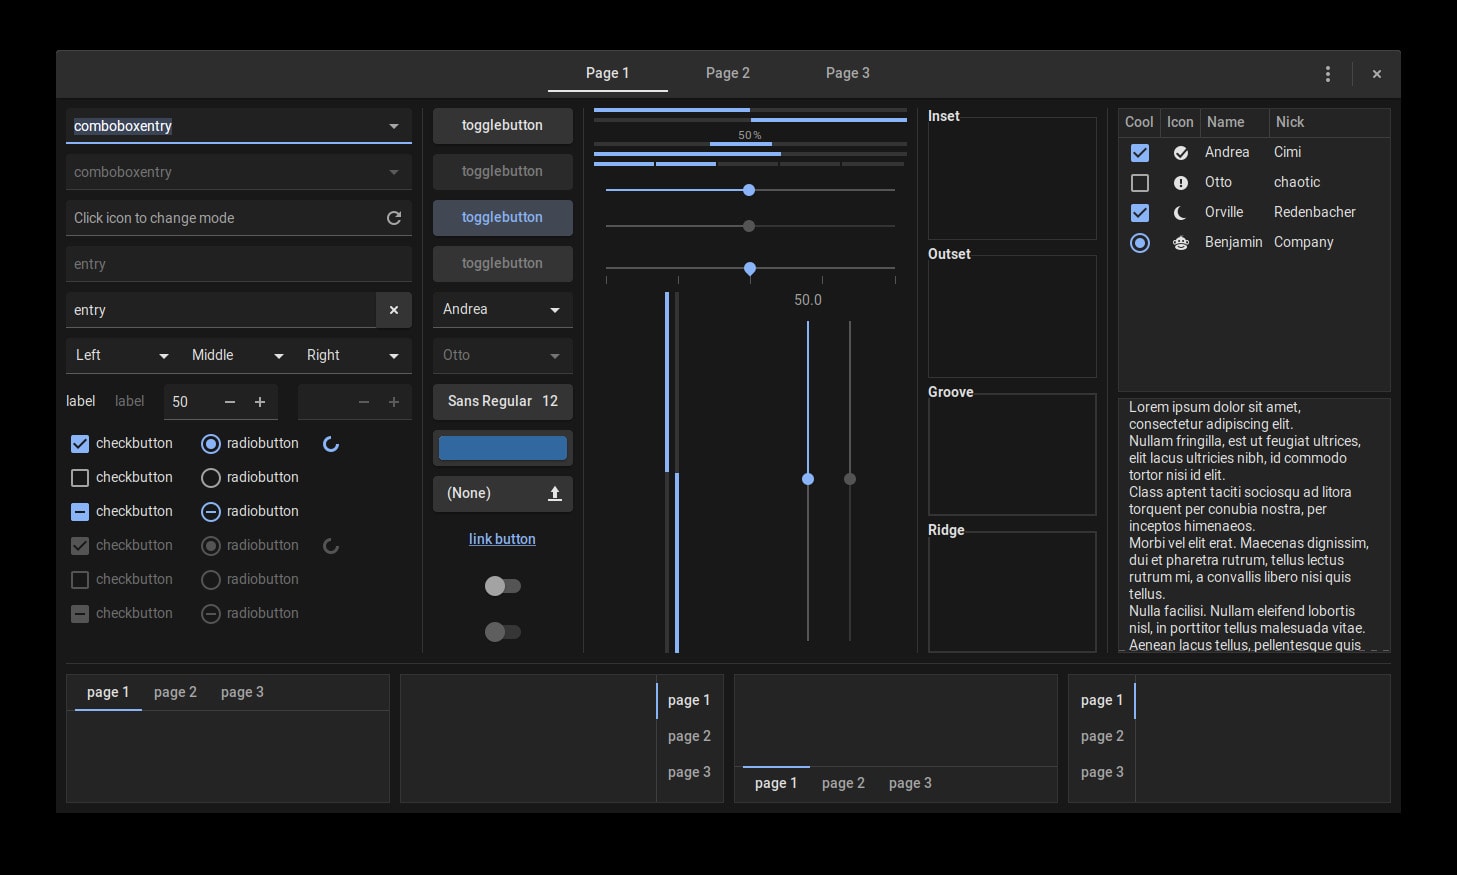 Page 1
Page 2
Page 3
comboboxentry
comboboxentry
Click icon to change mode
entry
entry
Left Middle Right
label label 50
checkbutton radiobutton
checkbutton radiobutton
checkbutton radiobutton
checkbutton radiobutton
checkbutton radiobutton
checkbutton radiobutton
togglebutton
togglebutton
togglebutton
togglebutton
Andrea
Otto
Sans Regular 12
(None)
link button
50 %
50.0
Inset
Outset
Groove
Ridge
Cool Icon Name Nick
Andrea Cimi
Otto chaotic
Orville Redenbacher
Benjamin Company
Lorem ipsum dolor sit amet,
consectetur adipiscing elit.
Nullam fringilla, est ut feugiat ultrices,
elit lacus ultricies nibh, id commodo
tortor nisi id elit.
Class aptent taciti sociosqu ad litora
torquent per conubia nostra, per
inceptos himenaeos.
Morbi vel elit erat. Maecenas dignissim,
dui et pharetra rutrum, tellus lectus
rutrum mi, a convallis libero nisi quis
tellus.
Nulla facilisi. Nullam eleifend lobortis
nisl, in porttitor tellus malesuada vitae.
Aenean lacus tellus, pellentesque quis
page 1 page 2 page 3
page 1
page 2
page 3
page 1 page 2 page 3
page 1
page 2
page 3